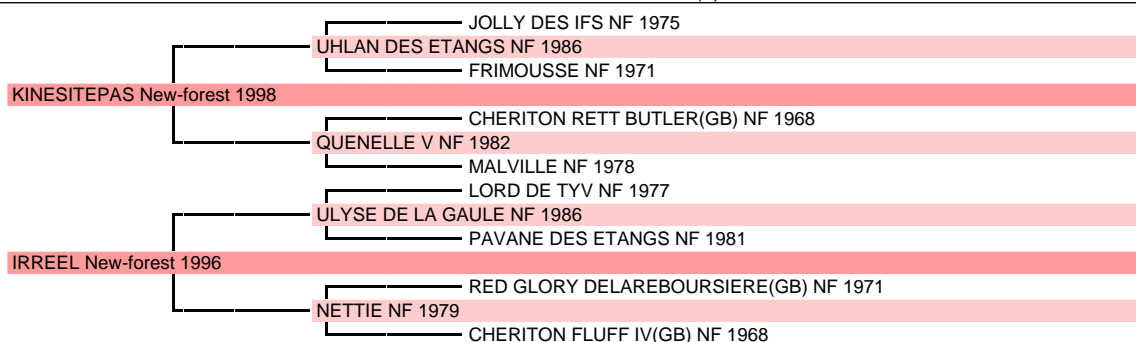 JOLLY DES IFS NF 1975
UHLAN DES ETANGS NF 1986
FRIMOUSSE NF 1971
KINESITEPAS New-forest 1998
CHERITON RETT BUTLER(GB) NF 1968
QUENELLE V NF 1982
MALVILLE NF 1978
LORD DE TYV NF 1977
ULYSE DE LA GAULE NF 1986
PAVANE DES ETANGS NF 1981
IRREEL New-forest 1996
RED GLORY DELAREBOURSIERE(GB) NF 1971
NETTIE NF 1979
CHERITON FLUFF IV(GB) NF 1968